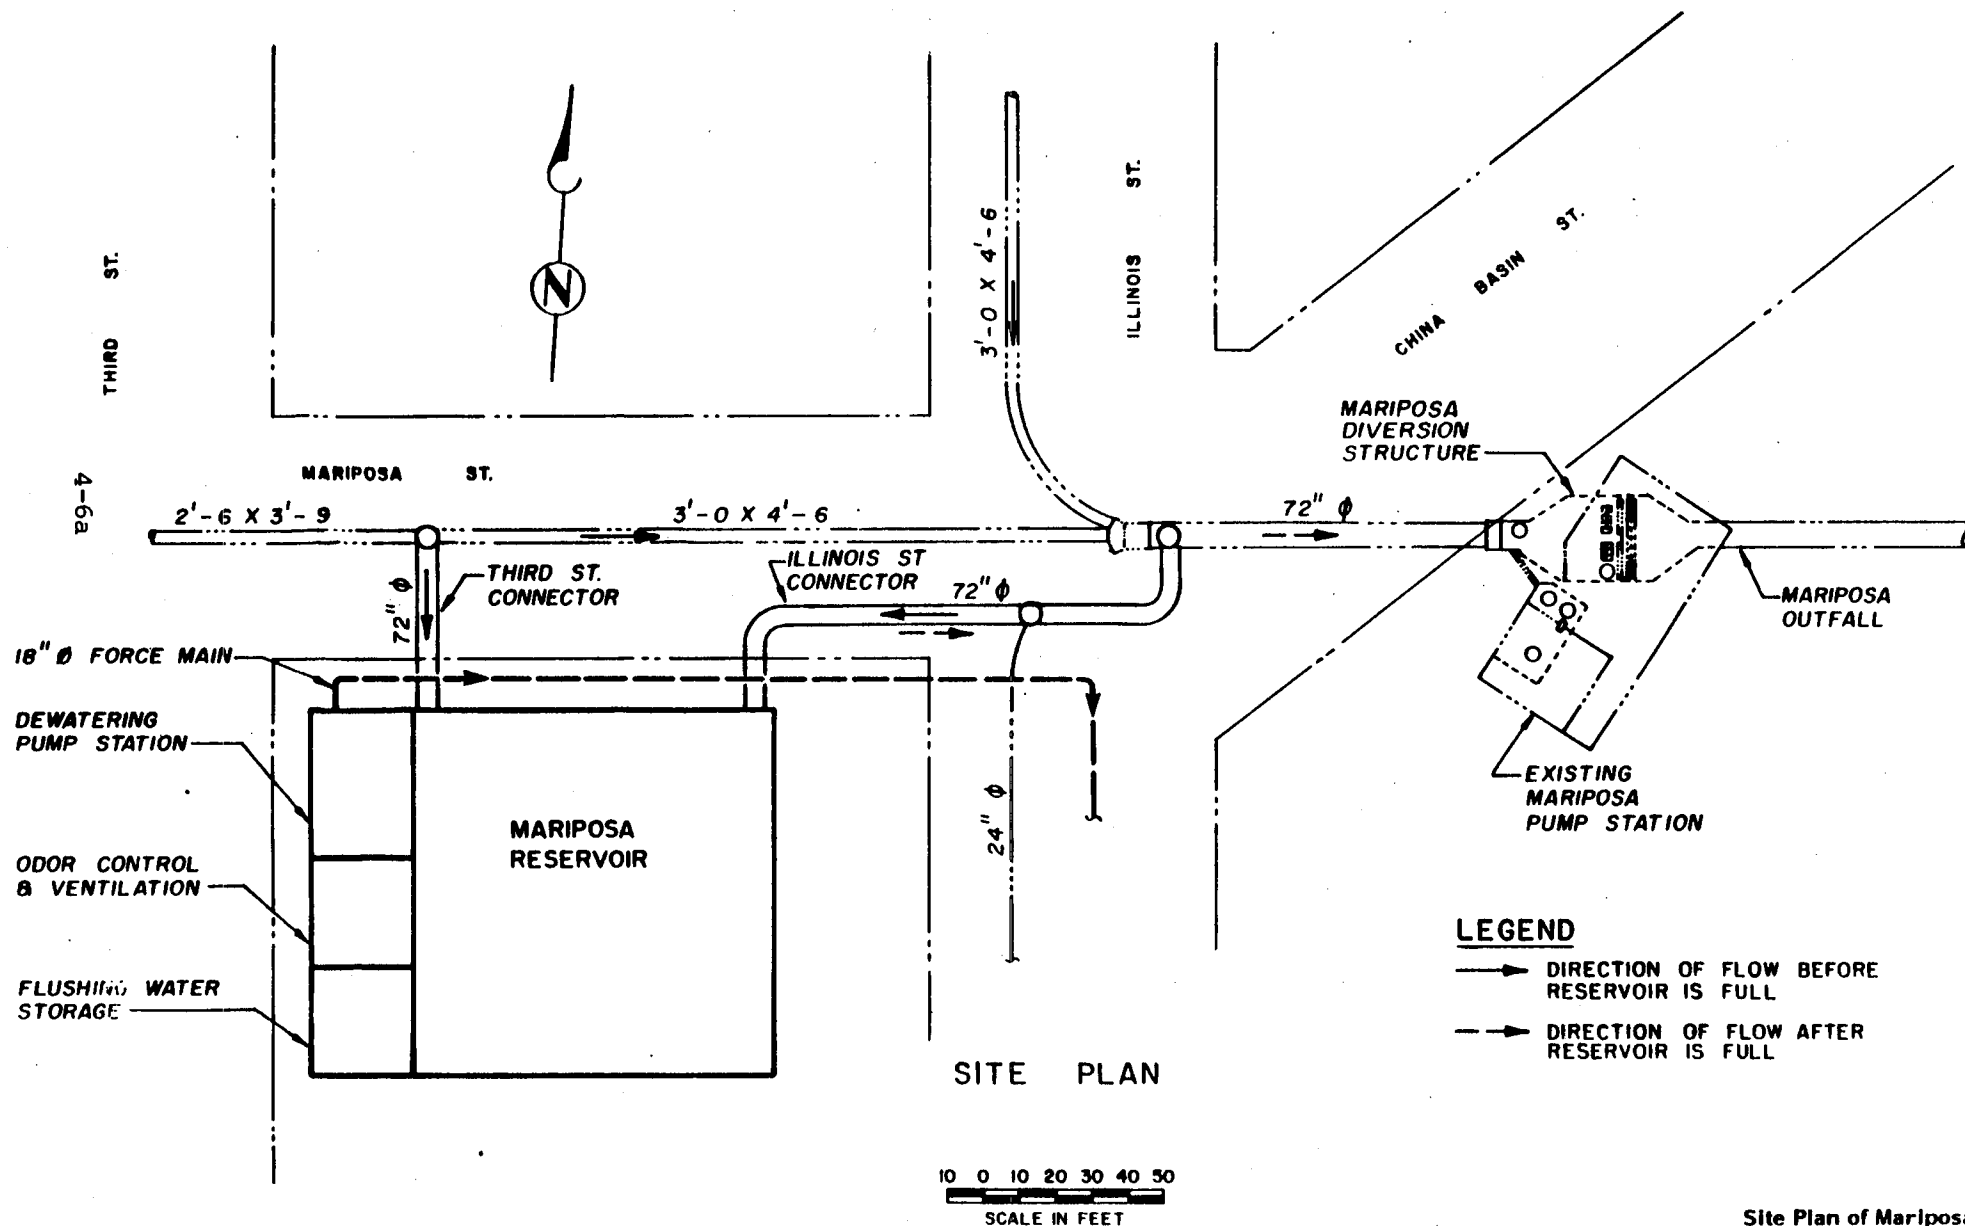 N
THIRD ST.
ILLINOIS ST.
3'-0 X 4'-6
CHINA BASIN ST.
MARIPOSA
DIVERSION
STRUCTURE
4-6a
MARIPOSA ST.
2'-6 X 3'-9
3'-0 X 4'-6
72" φ
ILLINOIS ST
CONNECTOR
THIRD ST.
CONNECTOR
72" φ
72" φ
MARIPOSA
OUTFALL
18" Ø FORCE MAIN
DEWATERING
PUMP STATION
EXISTING
MARIPOSA
PUMP STATION
24" φ
MARIPOSA
RESERVOIR
ODOR CONTROL
& VENTILATION
FLUSHING WATER
STORAGE
LEGEND
DIRECTION OF FLOW BEFORE
RESERVOIR IS FULL
DIRECTION OF FLOW AFTER
RESERVOIR IS FULL
SITE PLAN
10 0 10 20 30 40 50
SCALE IN FEET
Site Plan of Mariposa